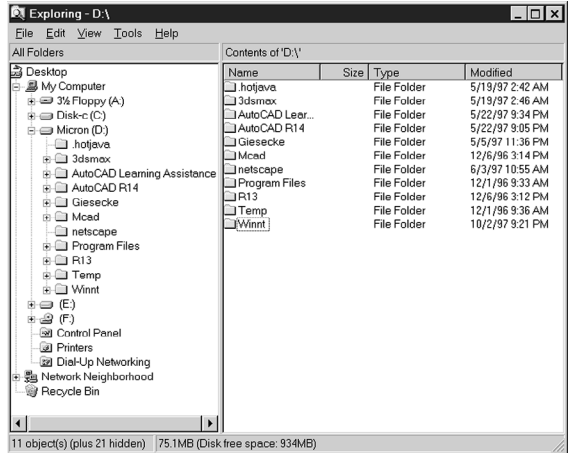 Exploring - D:\
File Edit View Tools Help
All Folders
Contents of 'D:\'
Desktop
My Computer
3½ Floppy (A:)
Disk-c (C:)
Micron (D:)
.hotjava
3dsmax
AutoCAD Learning Assistance
AutoCAD R14
Giesecke
Mcad
netscape
Program Files
R13
Temp
Winnt
(E:)
(F:)
Control Panel
Printers
Dial-Up Networking
Network Neighborhood
Recycle Bin
Name Size Type Modified
.hotjava File Folder 5/19/97 2:42 AM
3dsmax File Folder 5/19/97 2:46 AM
AutoCAD Lear... File Folder 5/22/97 9:34 PM
AutoCAD R14 File Folder 5/22/97 9:05 PM
Giesecke File Folder 5/5/97 11:36 PM
Mcad File Folder 12/6/96 3:14 PM
netscape File Folder 6/3/97 10:55 AM
Program Files File Folder 12/1/96 9:33 AM
R13 File Folder 12/6/96 3:12 PM
Temp File Folder 12/1/96 9:36 AM
Winnt File Folder 10/2/97 9:21 PM
11 object(s) (plus 21 hidden) 75.1MB (Disk free space: 934MB)